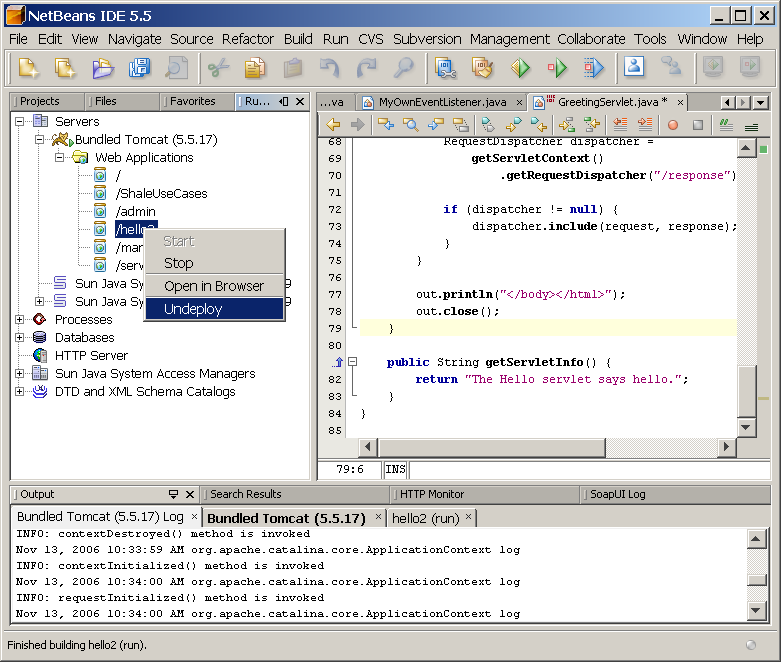 NetBeans IDE 5.5
File Edit View Navigate Source Refactor Build Run CVS Subversion Management Collaborate Tools Window Help
Projects Files Favorites Ru...
...va MyOwnEventListener.java × GreetingServlet.java * ×
Servers
Bundled Tomcat (5.5.17)
Web Applications
/
/ShaleUseCases
/admin
/hello2
/mar
/serv
Sun Java Sy 9
Sun Java Sy 9
Processes
Databases
HTTP Server
Sun Java System Access Managers
DTD and XML Schema Catalogs
Start
Stop
Open in Browser
Undeploy
68 RequestDispatcher dispatcher =
69 getServletContext()
70 .getRequestDispatcher("/response")
71
72 if (dispatcher != null) {
73 dispatcher.include(request, response);
74 }
75 }
76
77 out.println("</body></html>");
78 out.close();
79 }
80
public String getServletInfo() {
82 return "The Hello servlet says hello.";
83 }
84 }
85
79:6 INS
Output Search Results HTTP Monitor SoapUI Log
Bundled Tomcat (5.5.17) Log × Bundled Tomcat (5.5.17) × hello2 (run) ×
INFO: contextDestroyed() method is invoked
Nov 13, 2006 10:33:59 AM org.apache.catalina.core.ApplicationContext log
INFO: contextInitialized() method is invoked
Nov 13, 2006 10:34:00 AM org.apache.catalina.core.ApplicationContext log
INFO: requestInitialized() method is invoked
Nov 13, 2006 10:34:00 AM org.apache.catalina.core.ApplicationContext log
Finished building hello2 (run).